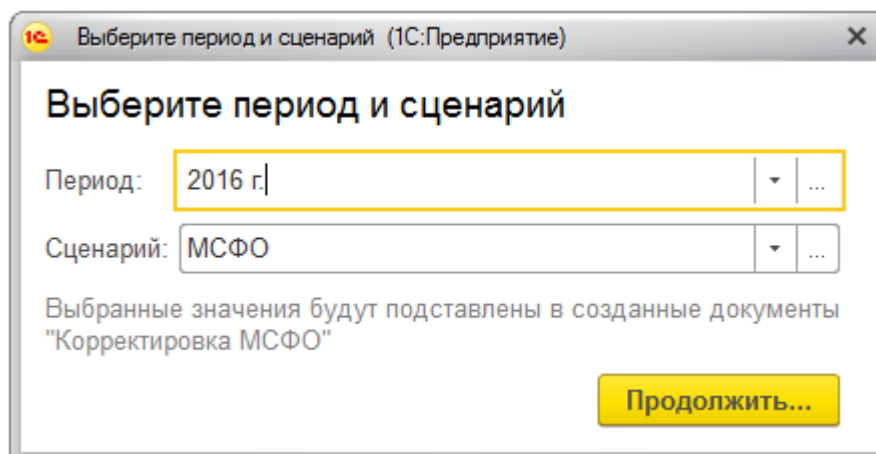 1С Выберите период и сценарий (1С:Предприятие)
Выберите период и сценарий
Период: 2016 г. ...
Сценарий: МСФО ...
Выбранные значения будут подставлены в созданные документы
"Корректировка МСФО"
Продолжить...